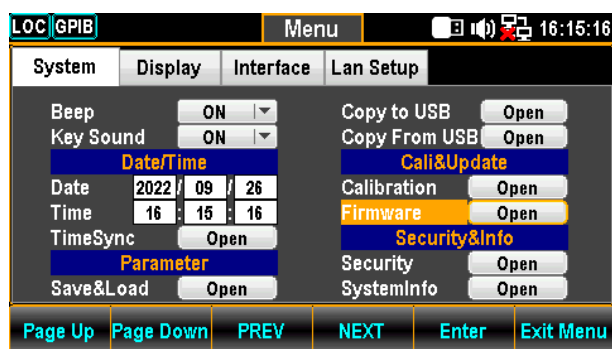 LOC GPIB Menu 16:15:16
System Display Interface Lan Setup
Beep ON Copy to USB Open
Key Sound ON Copy From USB Open
Date/Time Cali&Update
Date 2022 / 09 / 26 Calibration Open
Time 16 : 15 : 16 Firmware Open
TimeSync Open Security&Info
Parameter Security Open
Save&Load Open SystemInfo Open
Page Up Page Down PREV NEXT Enter Exit Menu